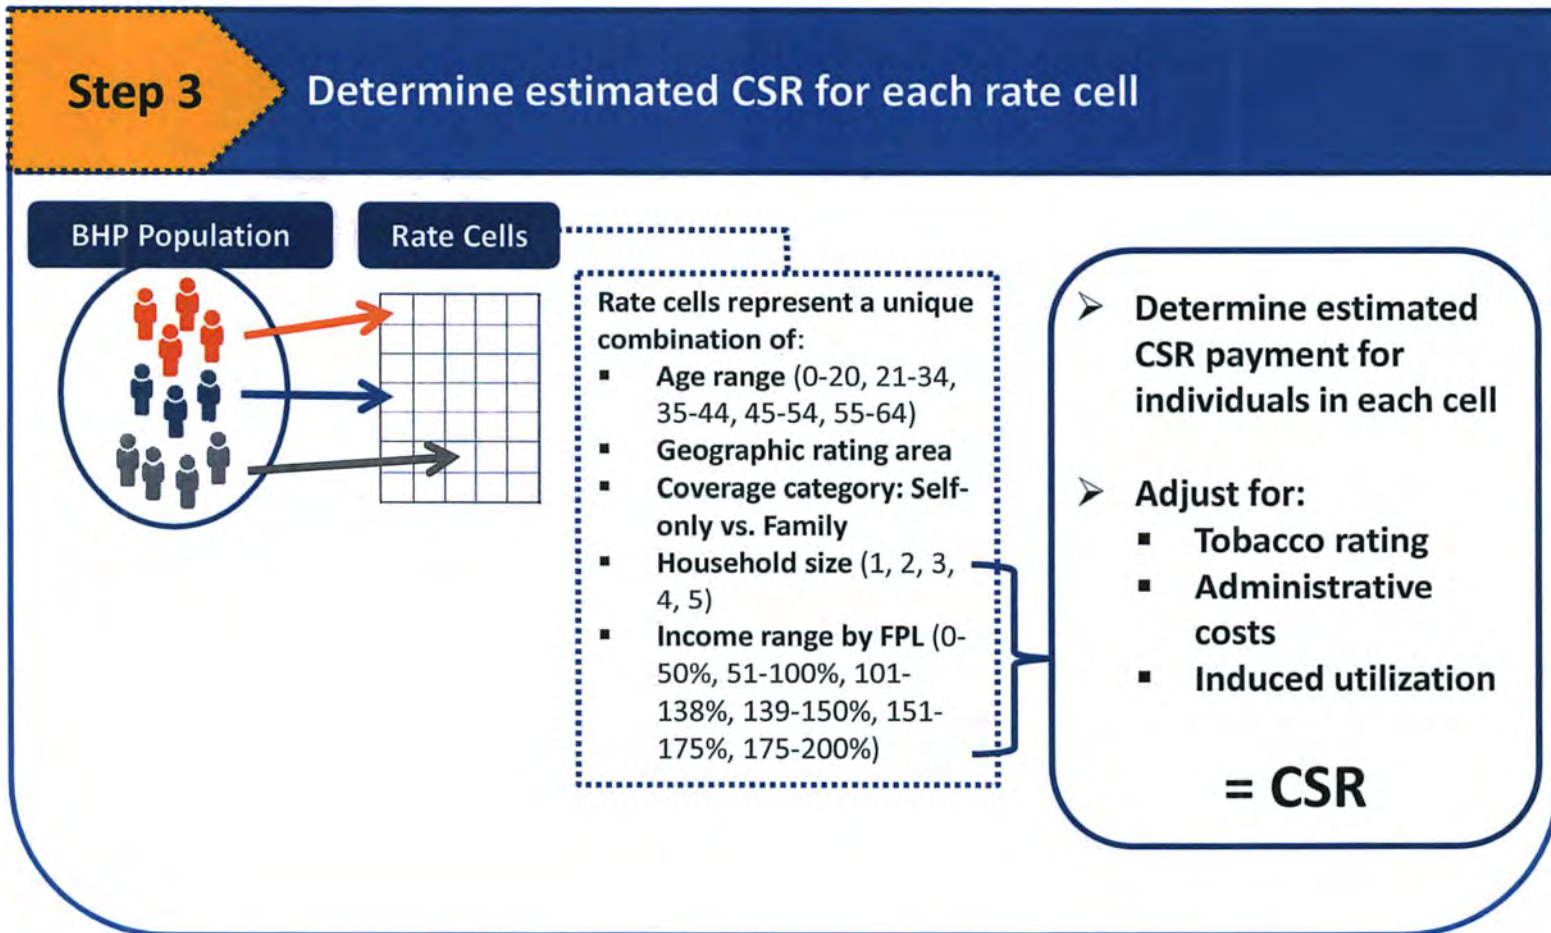 Step 3
Determine estimated CSR for each rate cell
BHP Population
Rate Cells
Rate cells represent a unique
combination of:
▪ Age range (0-20, 21-34,
35-44, 45-54, 55-64)
▪ Geographic rating area
▪ Coverage category: Self-
only vs. Family
▪ Household size (1, 2, 3,
4, 5)
▪ Income range by FPL (0-
50%, 51-100%, 101-
138%, 139-150%, 151-
175%, 175-200%)
➢ Determine estimated
CSR payment for
individuals in each cell
➢ Adjust for:
▪ Tobacco rating
▪ Administrative
costs
▪ Induced utilization
= CSR